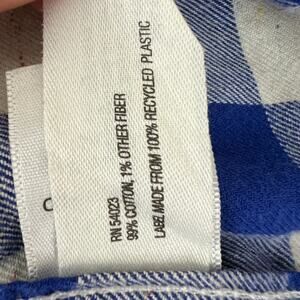 RN 54023
99% COTTON, 1% OTHER FIBER
LABEL MADE FROM 100% RECYCLED PLASTIC